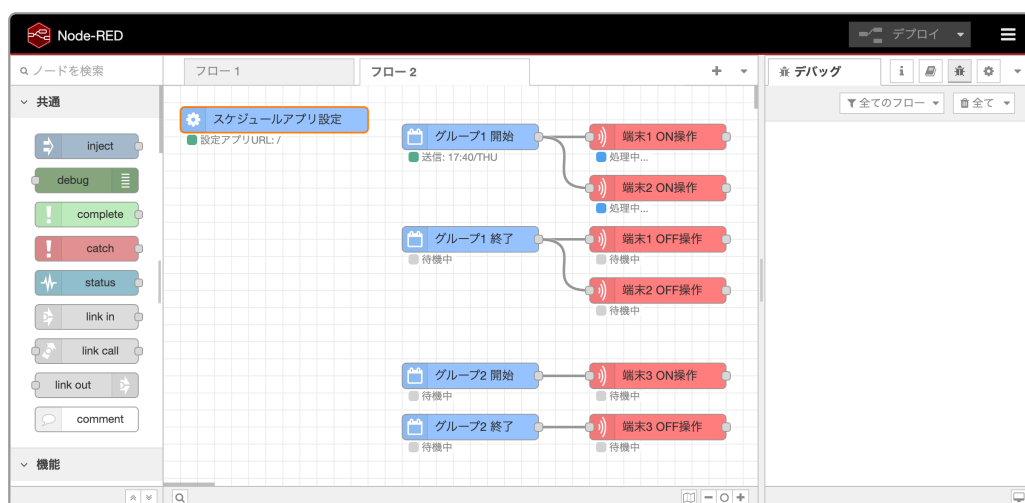 Node-RED
デプロイ
ノードを検索
フロー 1
フロー 2
デバッグ
i
共通
全てのフロー
全て
inject
debug
complete
catch
status
link in
link call
link out
comment
機能
スケジュールアプリ設定
設定アプリURL: /
グループ1 開始
送信: 17:40/THU
端末1 ON操作
処理中...
端末2 ON操作
処理中...
グループ1 終了
待機中
端末1 OFF操作
待機中
端末2 OFF操作
待機中
グループ2 開始
待機中
端末3 ON操作
待機中
グループ2 終了
待機中
端末3 OFF操作
待機中